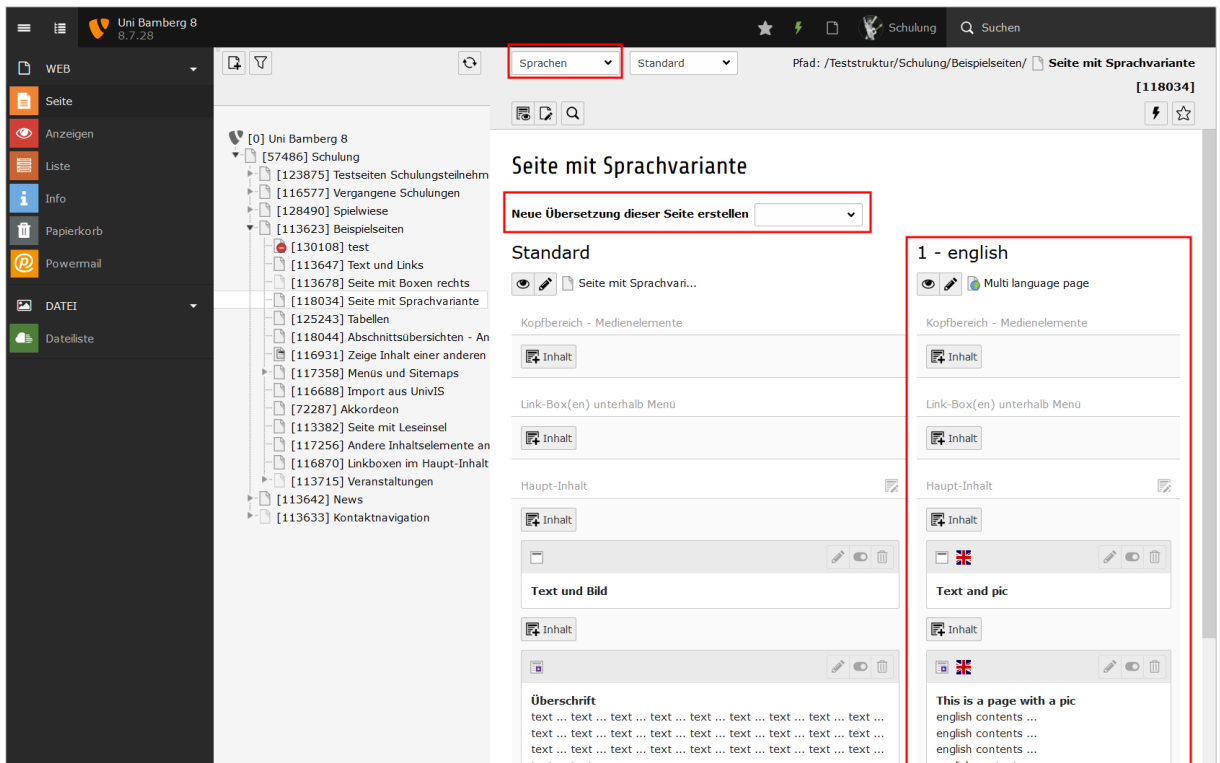 Uni Bamberg 8
8.7.28
Schulung
Suchen
WEB
Seite
Anzeigen
Liste
Info
Papierkorb
Powermail
DATEI
Dateiliste
[0] Uni Bamberg 8
[57486] Schulung
[123875] Testseiten Schulungsteilnehm
[116577] Vergangene Schulungen
[128490] Spielwiese
[113623] Beispielseiten
[130108] test
[113647] Text und Links
[113678] Seite mit Boxen rechts
[118034] Seite mit Sprachvariante
[125243] Tabellen
[118044] Abschnittsübersichten - An
[116931] Zeige Inhalt einer anderen
[117358] Menüs und Sitemaps
[116688] Import aus UnivIS
[72287] Akkordeon
[113382] Seite mit Leseinsel
[117256] Andere Inhaltselemente an
[116870] Linkboxen im Haupt-Inhalt
[113715] Veranstaltungen
[113642] News
[113633] Kontaktnavigation
Sprachen
Standard
Pfad: /Teststruktur/Schulung/Beispielseiten/ Seite mit Sprachvariante
[118034]
Seite mit Sprachvariante
Neue Übersetzung dieser Seite erstellen
Standard
Seite mit Sprachvari...
Kopfbereich - Medienelemente
Inhalt
Link-Box(en) unterhalb Menü
Inhalt
Haupt-Inhalt
Inhalt
Text und Bild
Inhalt
Überschrift
text ... text ... text ... text ... text ... text ... text ... text ... text ...
text ... text ... text ... text ... text ... text ... text ... text ... text ...
text ... text ... text ... text ... text ... text ... text ... text ... text ...
1 - english
Multi language page
Kopfbereich - Medienelemente
Inhalt
Link-Box(en) unterhalb Menü
Inhalt
Haupt-Inhalt
Inhalt
Text and pic
Inhalt
This is a page with a pic
english contents ...
english contents ...
english contents ...